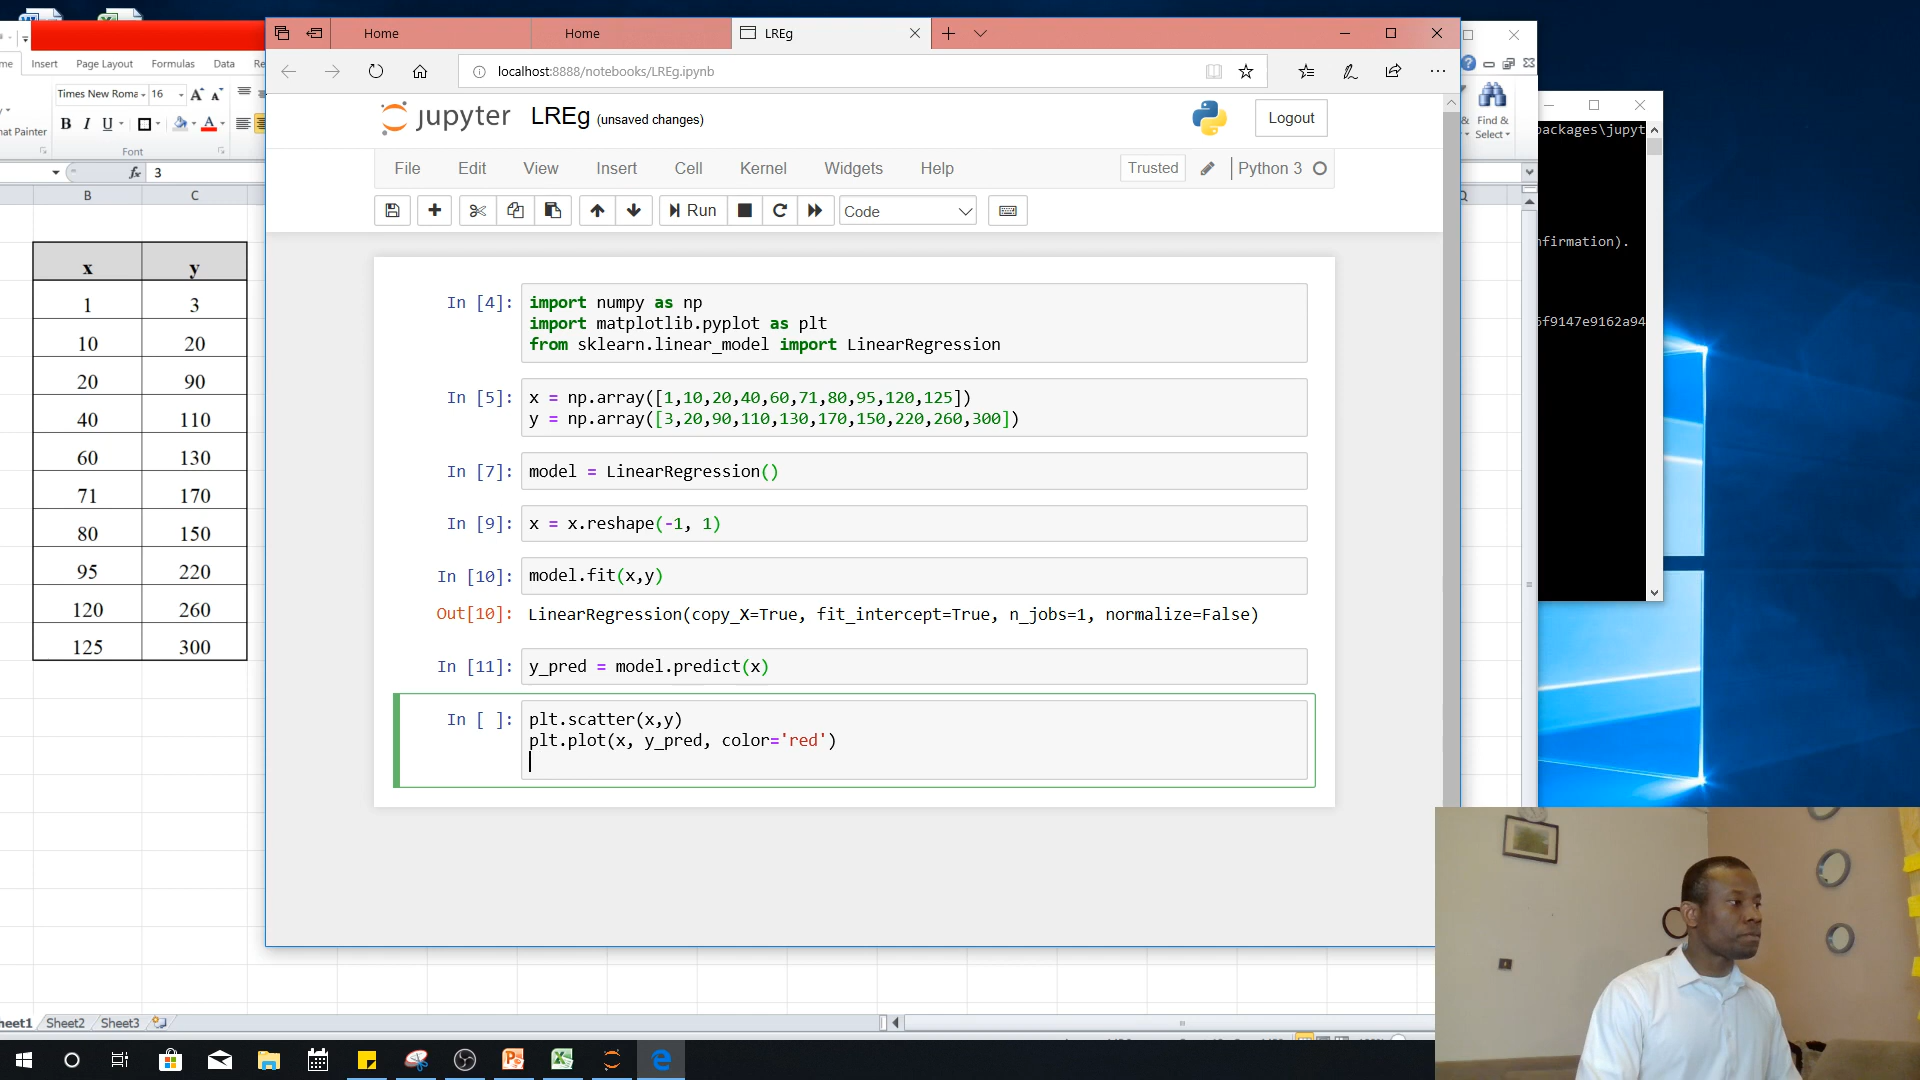 Home
Home
LREg
Insert
Page Layout
Formulas
Data
localhost:8888/notebooks/LREg.ipynb
Times New Roma
16
B I U
Font
Find &
Select
jupyter LREg (unsaved changes)
Logout
File
Edit
View
Insert
Cell
Kernel
Widgets
Help
Trusted
Python 3
Run
Code
3
B C
x y
1 3
10 20
20 90
40 110
60 130
71 170
80 150
95 220
120 260
125 300
In [4]:
import numpy as np
import matplotlib.pyplot as plt
from sklearn.linear_model import LinearRegression
In [5]:
x = np.array([1,10,20,40,60,71,80,95,120,125])
y = np.array([3,20,90,110,130,170,150,220,260,300])
In [7]:
model = LinearRegression()
In [9]:
x = x.reshape(-1, 1)
In [10]:
model.fit(x,y)
Out[10]:
LinearRegression(copy_X=True, fit_intercept=True, n_jobs=1, normalize=False)
In [11]:
y_pred = model.predict(x)
In [ ]:
plt.scatter(x,y)
plt.plot(x, y_pred, color='red')
Sheet2
Sheet3